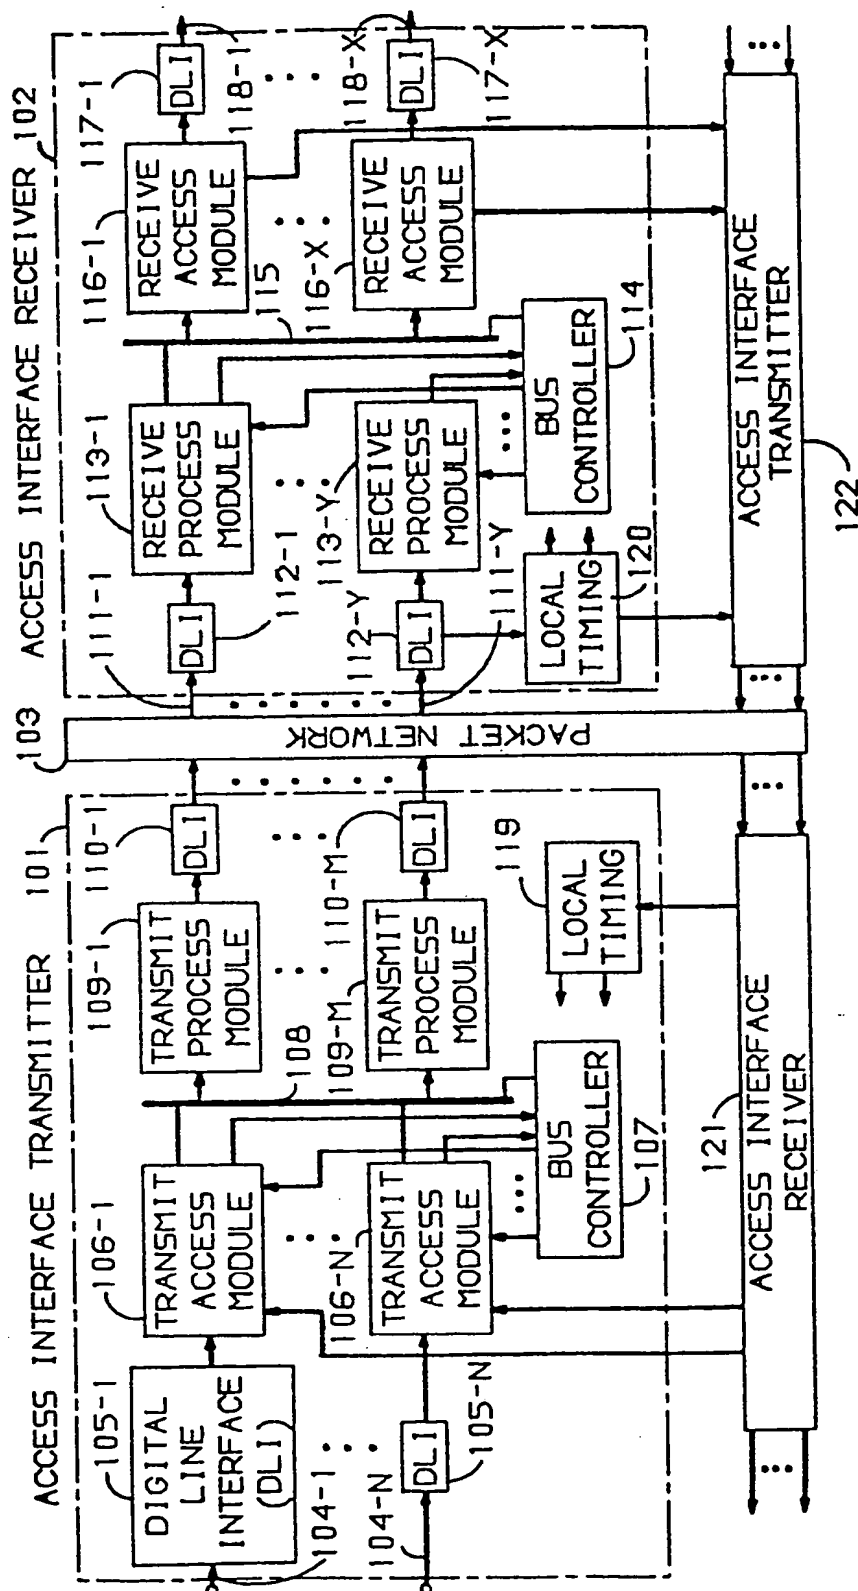 ACCESS INTERFACE TRANSMITTER 101
105-1
DIGITAL
LINE
INTERFACE
(DLI)
104-1
104-N
DLI
105-N
106-1
TRANSMIT
ACCESS
MODULE
106-N
TRANSMIT
ACCESS
MODULE
BUS
CONTROLLER
107
108
109-1
TRANSMIT
PROCESS
MODULE
109-M
TRANSMIT
PROCESS
MODULE
110-1
DLI
110-M
DLI
119
LOCAL
TIMING
121
ACCESS INTERFACE
RECEIVER
103
PACKET NETWORK
ACCESS INTERFACE RECEIVER 102
111-1
DLI
112-1
112-Y
DLI
111-Y
113-1
RECEIVE
PROCESS
MODULE
113-Y
RECEIVE
PROCESS
MODULE
LOCAL
TIMING
120
BUS
CONTROLLER
114
115
116-1
RECEIVE
ACCESS
MODULE
116-X
RECEIVE
ACCESS
MODULE
117-1
DLI
118-1
118-X
DLI
117-X
ACCESS INTERFACE
TRANSMITTER
122